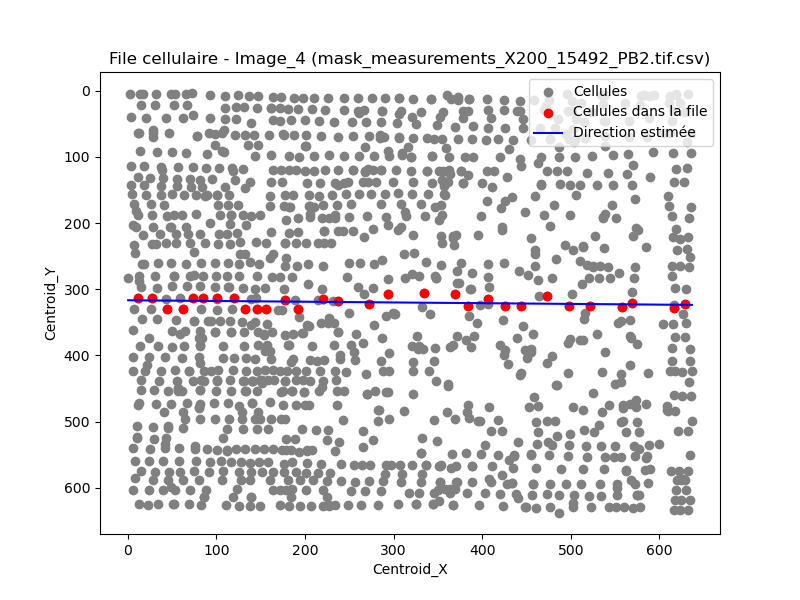 File cellulaire - Image_4 (mask_measurements_X200_15492_PB2.tif.csv)
Cellules
Cellules dans la file
Direction estimée
0
100
200
300
400
500
600
Centroid_Y
0
100
200
300
400
500
600
Centroid_X